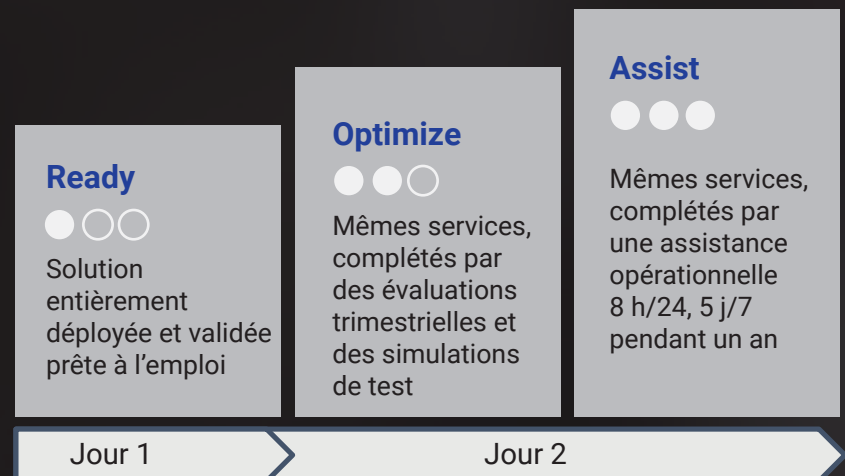 Ready
Solution
entièrement
déployée et validée
prête à l’emploi
Optimize
Mêmes services,
complétés par
des évaluations
trimestrielles et
des simulations
de test
Assist
Mêmes services,
complétés par
une assistance
opérationnelle
8 h/24, 5 j/7
pendant un an
Jour 1
Jour 2